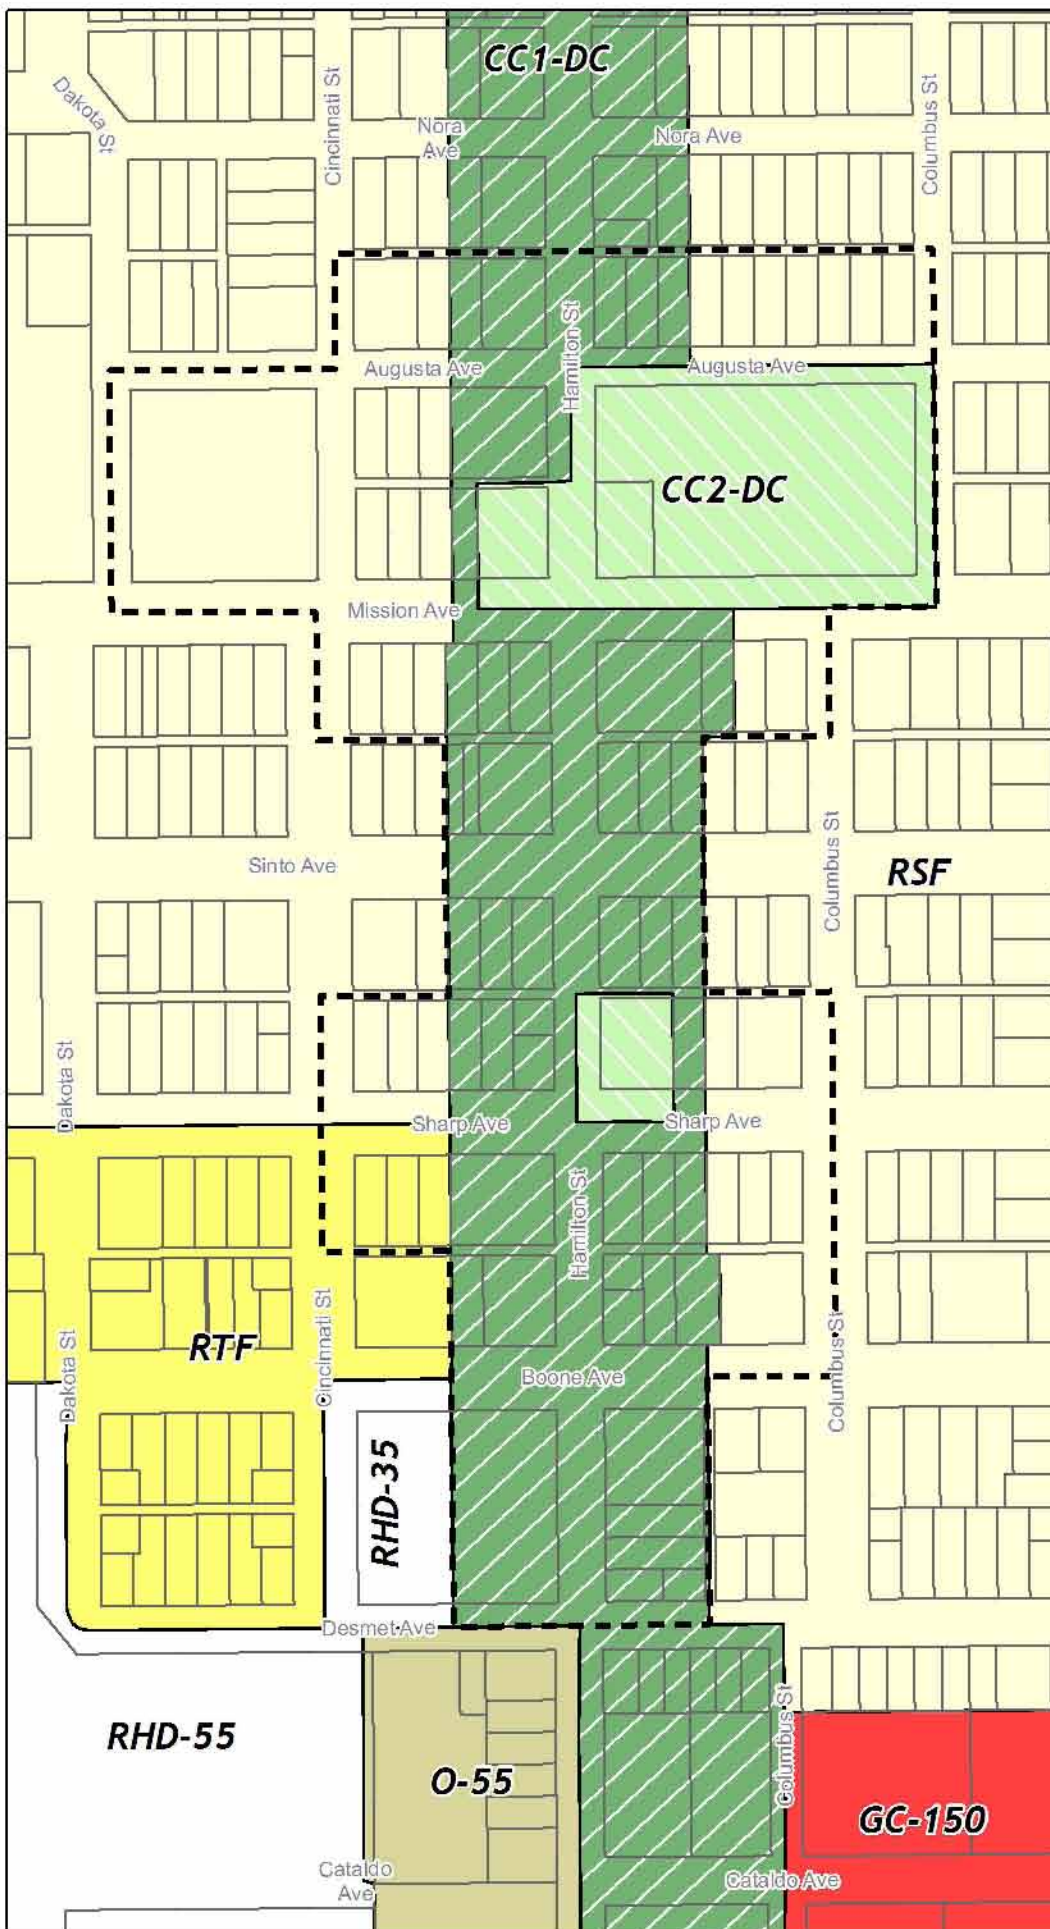 CC1-DC
Dakota St
Cincinnati St
Columbus St
Nora
Ave
Nora Ave
Hamilton St
Augusta Ave
Augusta Ave
CC2-DC
Mission Ave
Columbus St
Sinto Ave
RSF
Dakota St
Sharp Ave
Sharp Ave
Hamilton St
Cincinnati St
RTF
Dakota St
Boone Ave
Columbus St
RHD-35
Desmet Ave
Columbus St
RHD-55
O-55
GC-150
Cataldo
Ave
Cataldo Ave